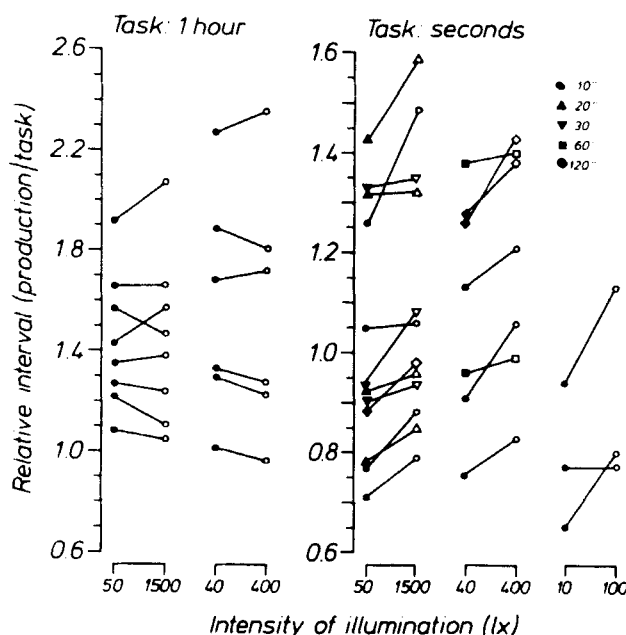 Task: 1 hour
Task: seconds
Relative interval (production/task)
2.6
2.2
1.8
1.4
1.0
0.6
1.6
1.4
1.2
1.0
0.8
0.6
10"
20"
30
60"
120"
50 1500 40 400
50 1500 40 400 10 100
Intensity of illumination (lx)